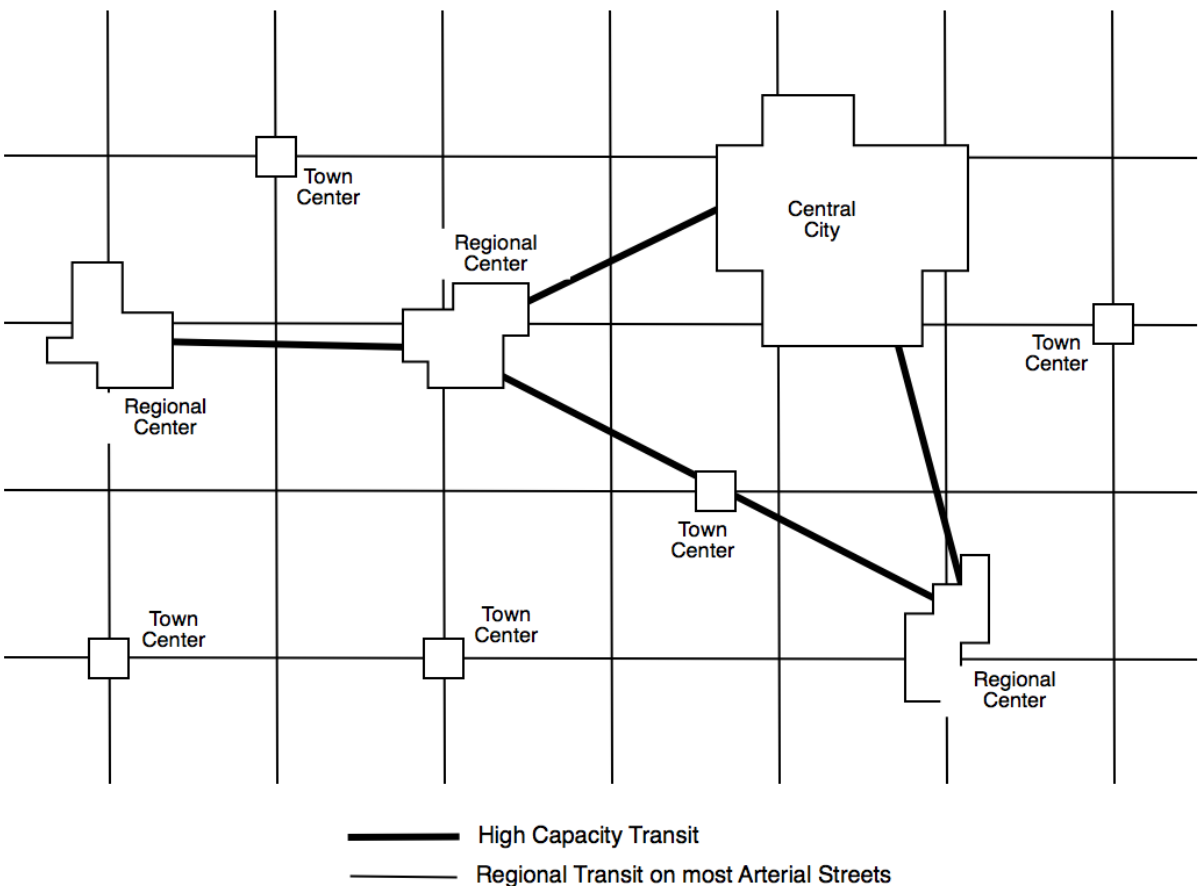 Town
Center
Central
City
Regional
Center
Town
Center
Regional
Center
Town
Center
Town
Center
Town
Center
Regional
Center
High Capacity Transit
Regional Transit on most Arterial Streets